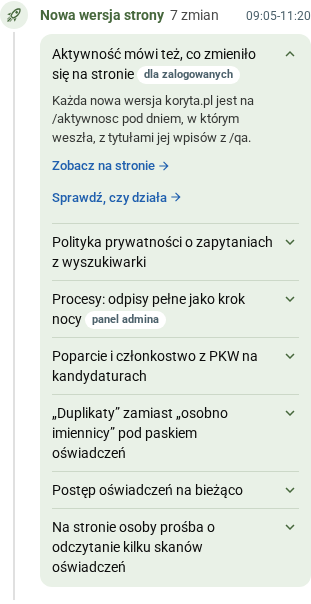 Nowa wersja strony 7 zmian 09:05-11:20
Aktywność mówi też, co zmieniło
się na stronie dla zalogowanych
Każda nowa wersja koryta.pl jest na
/aktywnosc pod dniem, w którym
weszła, z tytułami jej wpisów z /qa.
Zobacz na stronie →
Sprawdź, czy działa →
Polityka prywatności o zapytaniach
z wyszukiwarki
Procesy: odpisy pełne jako krok
nocy panel admina
Poparcie i członkostwo z PKW na
kandydaturach
„Duplikaty” zamiast „osobno
imiennicy” pod paskiem
oświadczeń
Postęp oświadczeń na bieżąco
Na stronie osoby prośba o
odczytanie kilku skanów
oświadczeń